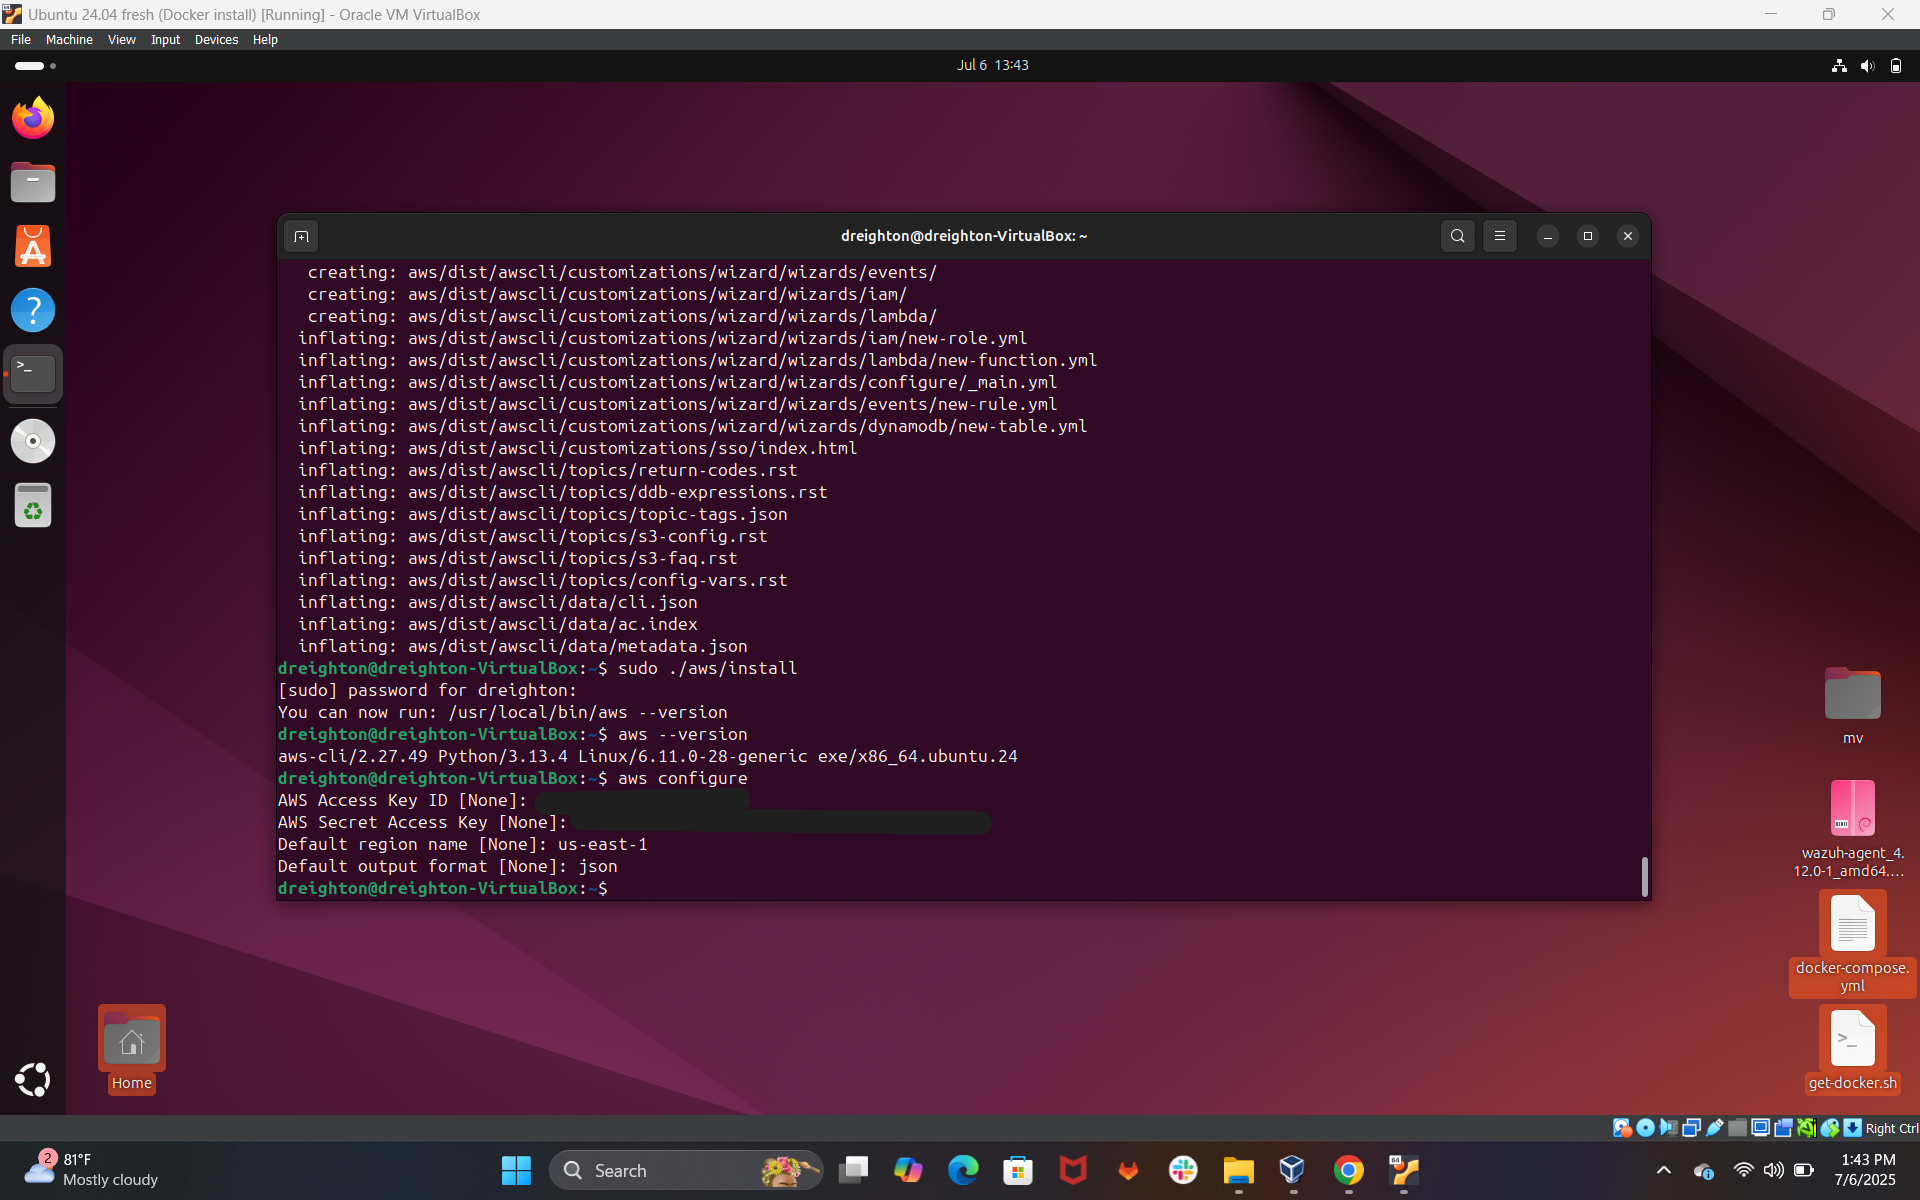 Ubuntu 24.04 fresh (Docker install) [Running] - Oracle VM VirtualBox
File Machine View Input Devices Help
Jul 6 13:43
dreighton@dreighton-VirtualBox: ~
creating: aws/dist/awscli/customizations/wizard/wizards/events/
creating: aws/dist/awscli/customizations/wizard/wizards/iam/
creating: aws/dist/awscli/customizations/wizard/wizards/lambda/
inflating: aws/dist/awscli/customizations/wizard/wizards/iam/new-role.yml
inflating: aws/dist/awscli/customizations/wizard/wizards/lambda/new-function.yml
inflating: aws/dist/awscli/customizations/wizard/wizards/configure/_main.yml
inflating: aws/dist/awscli/customizations/wizard/wizards/events/new-rule.yml
inflating: aws/dist/awscli/customizations/wizard/wizards/dynamodb/new-table.yml
inflating: aws/dist/awscli/customizations/sso/index.html
inflating: aws/dist/awscli/topics/return-codes.rst
inflating: aws/dist/awscli/topics/ddb-expressions.rst
inflating: aws/dist/awscli/topics/topic-tags.json
inflating: aws/dist/awscli/topics/s3-config.rst
inflating: aws/dist/awscli/topics/s3-faq.rst
inflating: aws/dist/awscli/topics/config-vars.rst
inflating: aws/dist/awscli/data/cli.json
inflating: aws/dist/awscli/data/ac.index
inflating: aws/dist/awscli/data/metadata.json
dreighton@dreighton-VirtualBox:~$ sudo ./aws/install
[sudo] password for dreighton:
You can now run: /usr/local/bin/aws --version
dreighton@dreighton-VirtualBox:~$ aws --version
aws-cli/2.27.49 Python/3.13.4 Linux/6.11.0-28-generic exe/x86_64.ubuntu.24
dreighton@dreighton-VirtualBox:~$ aws configure
AWS Access Key ID [None]:
AWS Secret Access Key [None]:
Default region name [None]: us-east-1
Default output format [None]: json
dreighton@dreighton-VirtualBox:~$
mv
wazuh-agent_4.
12.0-1_amd64....
docker-compose.
yml
get-docker.sh
Home
Right Ctrl
2
81°F
Mostly cloudy
Search
64
1:43 PM
7/6/2025